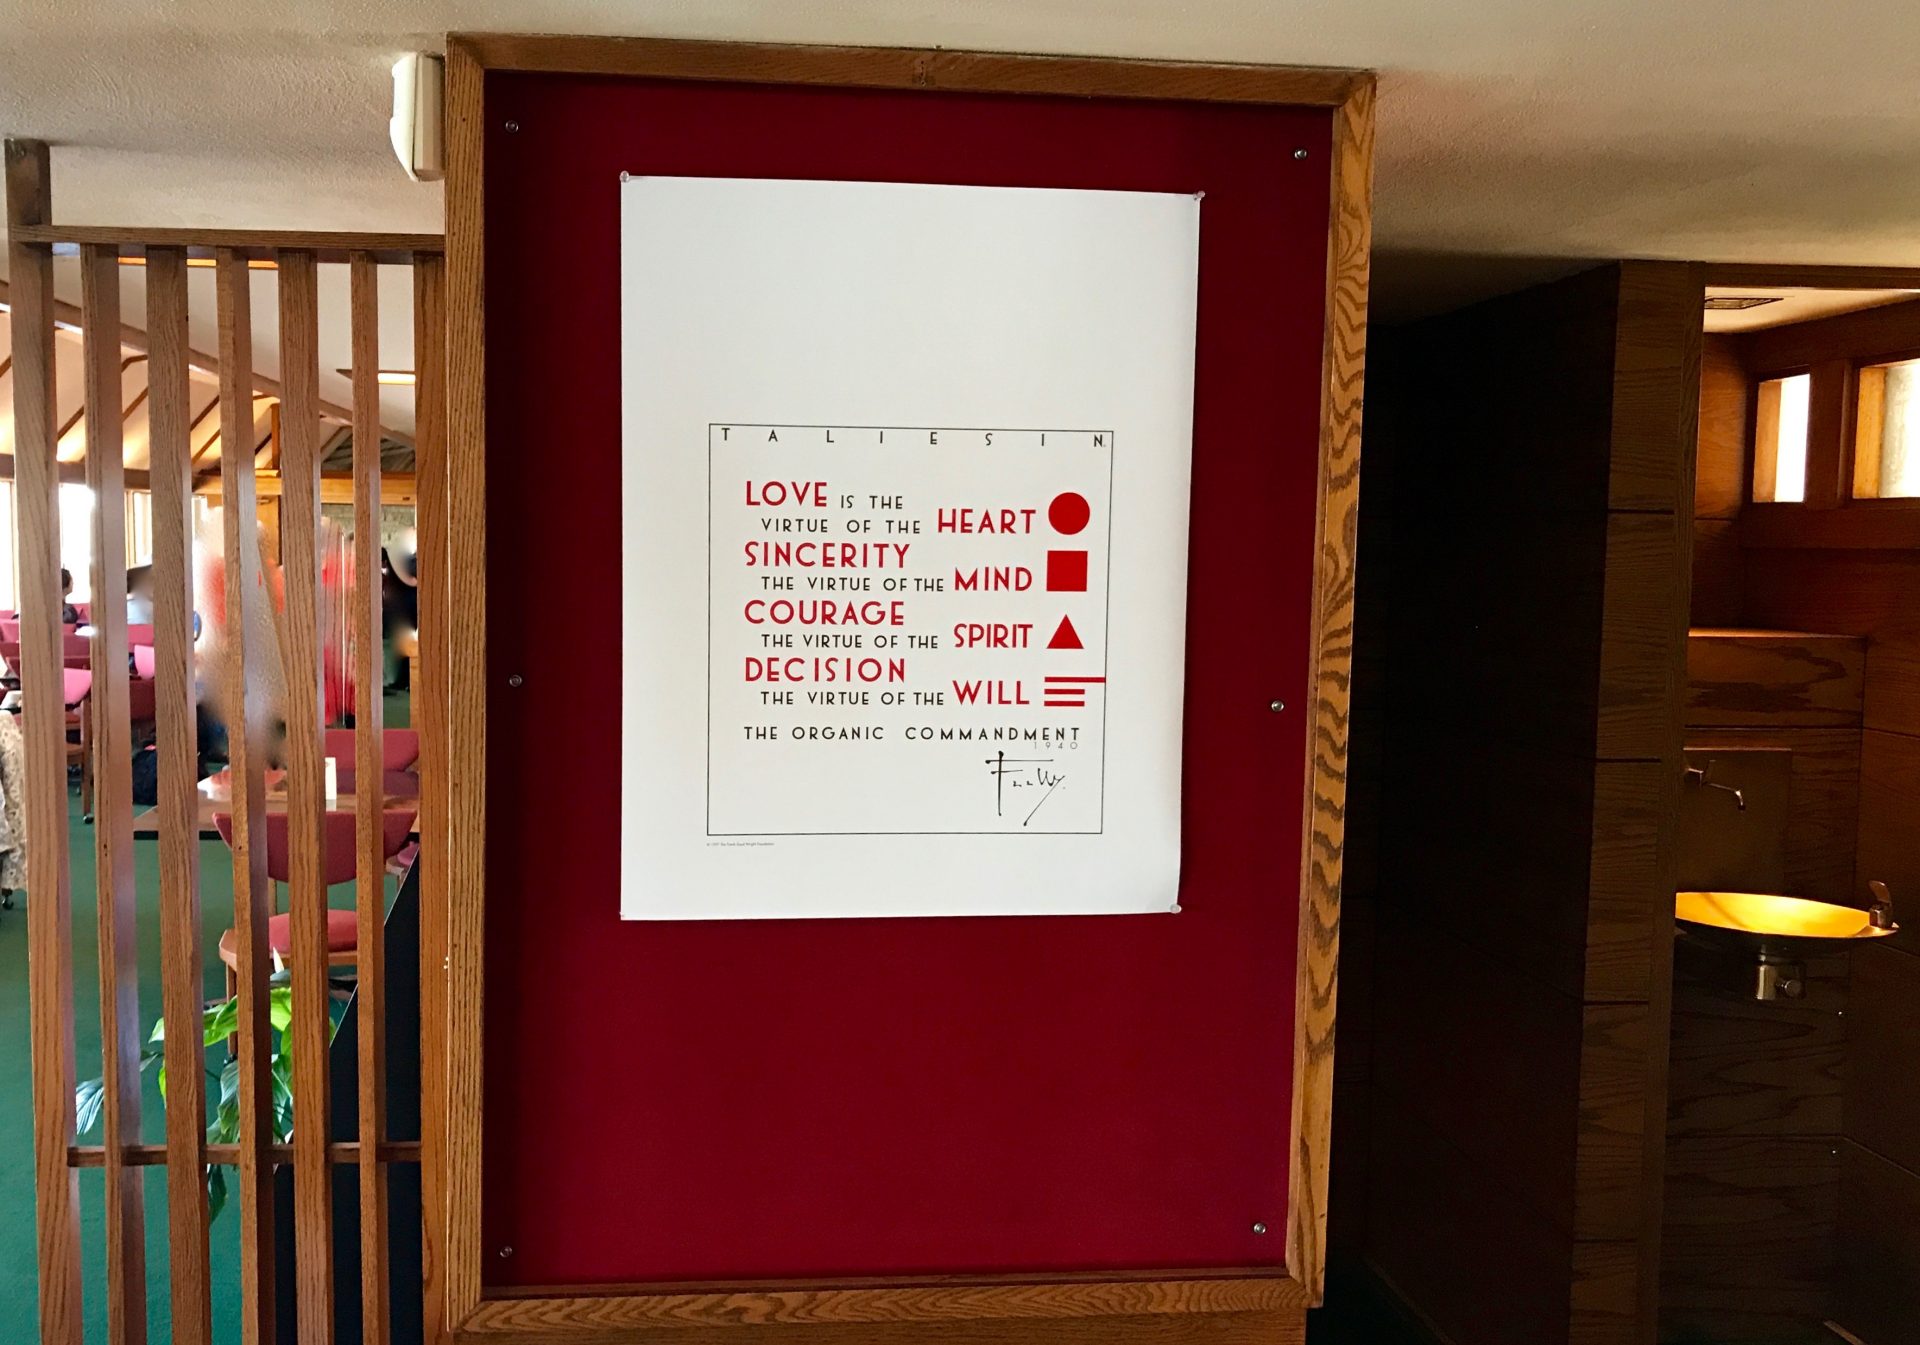 TALIESIN
LOVE IS THE
VIRTUE OF THE HEART
SINCERITY
THE VIRTUE OF THE MIND
COURAGE
THE VIRTUE OF THE SPIRIT
DECISION
THE VIRTUE OF THE WILL
THE ORGANIC COMMANDMENT
1940